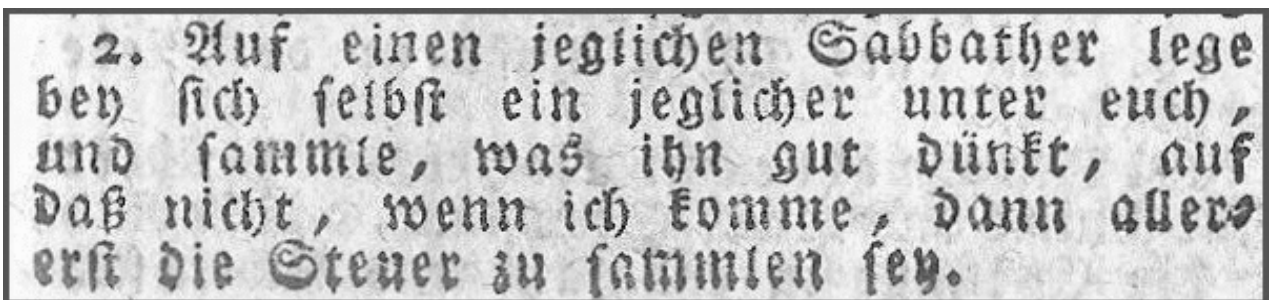 2. Auf einen jeglichen Sabbather lege
bey sich selbst ein jeglicher unter euch,
und sammle, was ihn gut dünkt, auf
daß nicht, wenn ich komme, dann aller-
erst die Steuer zu sammlen sey.